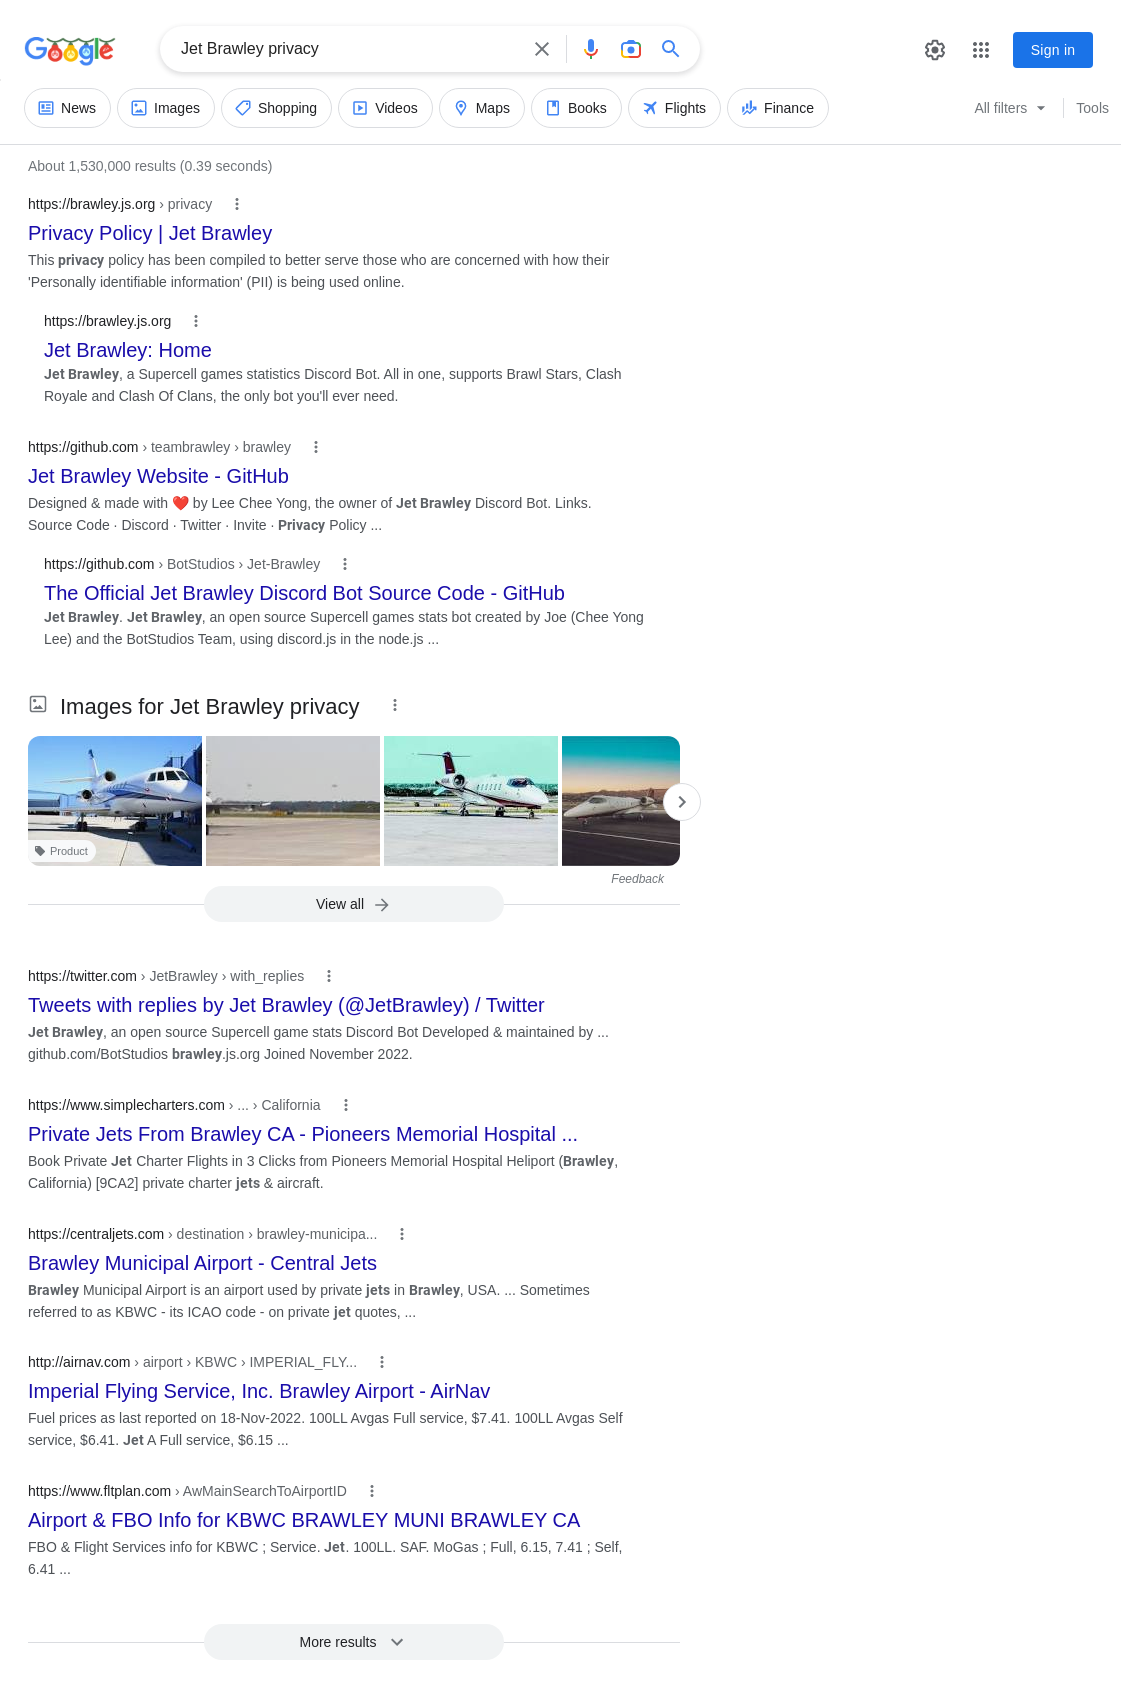 Google
Jet Brawley privacy
Sign in
News
Images
Shopping
Videos
Maps
Books
Flights
Finance
All filters
Tools
About 1,530,000 results (0.39 seconds)
https://brawley.js.org › privacy
Privacy Policy | Jet Brawley
This privacy policy has been compiled to better serve those who are concerned with how their
'Personally identifiable information' (PII) is being used online.
https://brawley.js.org
Jet Brawley: Home
Jet Brawley, a Supercell games statistics Discord Bot. All in one, supports Brawl Stars, Clash
Royale and Clash Of Clans, the only bot you'll ever need.
https://github.com › teambrawley › brawley
Jet Brawley Website - GitHub
Designed & made with ❤️ by Lee Chee Yong, the owner of Jet Brawley Discord Bot. Links.
Source Code · Discord · Twitter · Invite · Privacy Policy ...
https://github.com › BotStudios › Jet-Brawley
The Official Jet Brawley Discord Bot Source Code - GitHub
Jet Brawley. Jet Brawley, an open source Supercell games stats bot created by Joe (Chee Yong
Lee) and the BotStudios Team, using discord.js in the node.js ...
Images for Jet Brawley privacy
Product
Feedback
View all
https://twitter.com › JetBrawley › with_replies
Tweets with replies by Jet Brawley (@JetBrawley) / Twitter
Jet Brawley, an open source Supercell game stats Discord Bot Developed & maintained by ...
github.com/BotStudios brawley.js.org Joined November 2022.
https://www.simplecharters.com › ... › California
Private Jets From Brawley CA - Pioneers Memorial Hospital ...
Book Private Jet Charter Flights in 3 Clicks from Pioneers Memorial Hospital Heliport (Brawley,
California) [9CA2] private charter jets & aircraft.
https://centraljets.com › destination › brawley-municipa...
Brawley Municipal Airport - Central Jets
Brawley Municipal Airport is an airport used by private jets in Brawley, USA. ... Sometimes
referred to as KBWC - its ICAO code - on private jet quotes, ...
http://airnav.com › airport › KBWC › IMPERIAL_FLY...
Imperial Flying Service, Inc. Brawley Airport - AirNav
Fuel prices as last reported on 18-Nov-2022. 100LL Avgas Full service, $7.41. 100LL Avgas Self
service, $6.41. Jet A Full service, $6.15 ...
https://www.fltplan.com › AwMainSearchToAirportID
Airport & FBO Info for KBWC BRAWLEY MUNI BRAWLEY CA
FBO & Flight Services info for KBWC ; Service. Jet. 100LL. SAF. MoGas ; Full, 6.15, 7.41 ; Self,
6.41 ...
More results